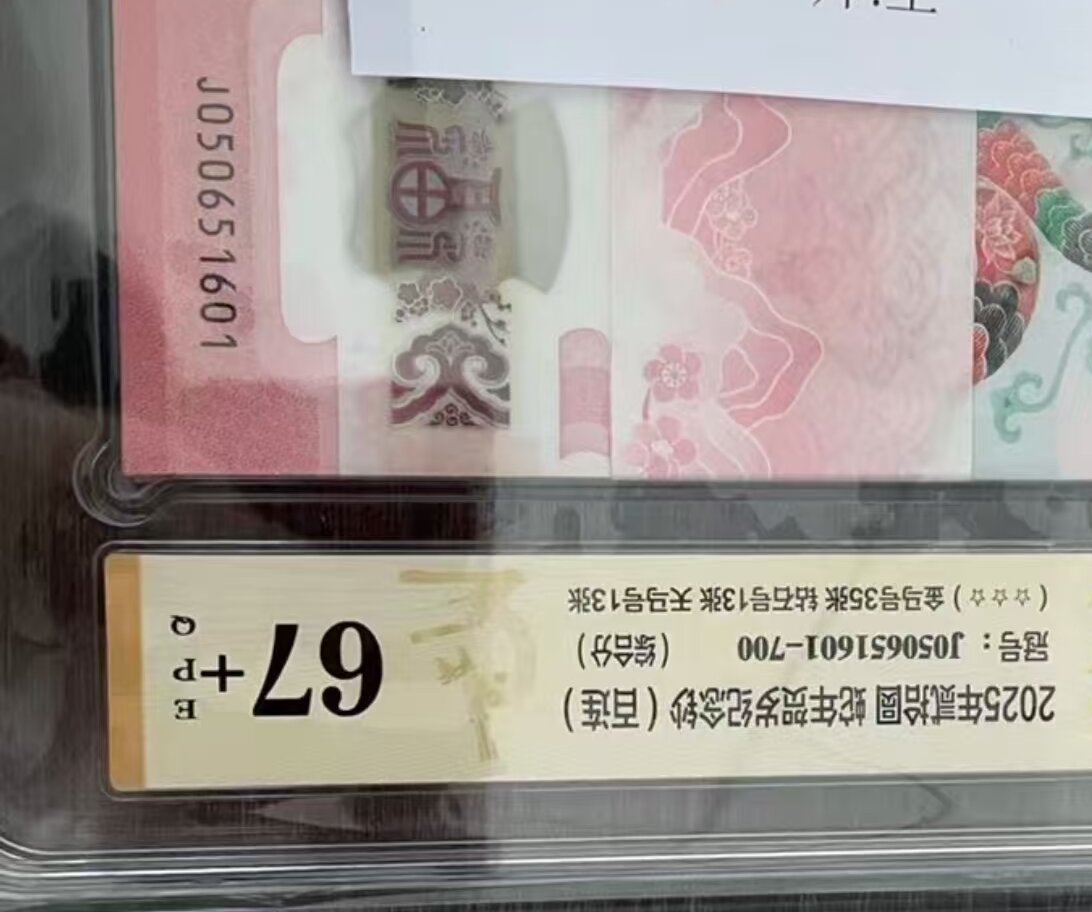 J050651601
2025年贰拾圆 蛇年贺岁纪念钞（百连）
冠号：J050651601-700 （综合分）
（☆☆☆）金马号35张 钻石号13张 天马号13张
67+
E
P
Q